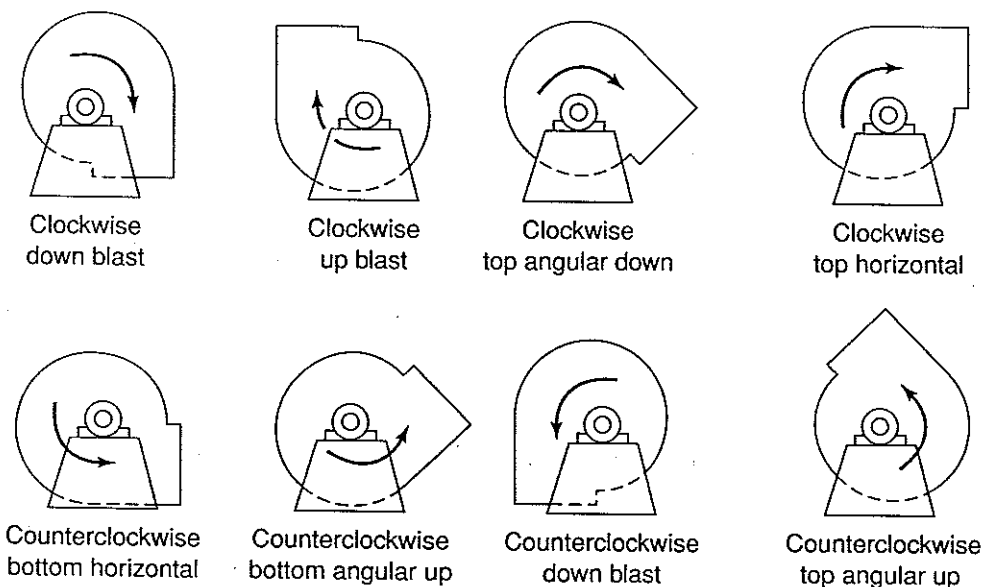 Clockwise
down blast
Clockwise
up blast
Clockwise
top angular down
Clockwise
top horizontal
Counterclockwise
bottom horizontal
Counterclockwise
bottom angular up
Counterclockwise
down blast
Counterclockwise
top angular up